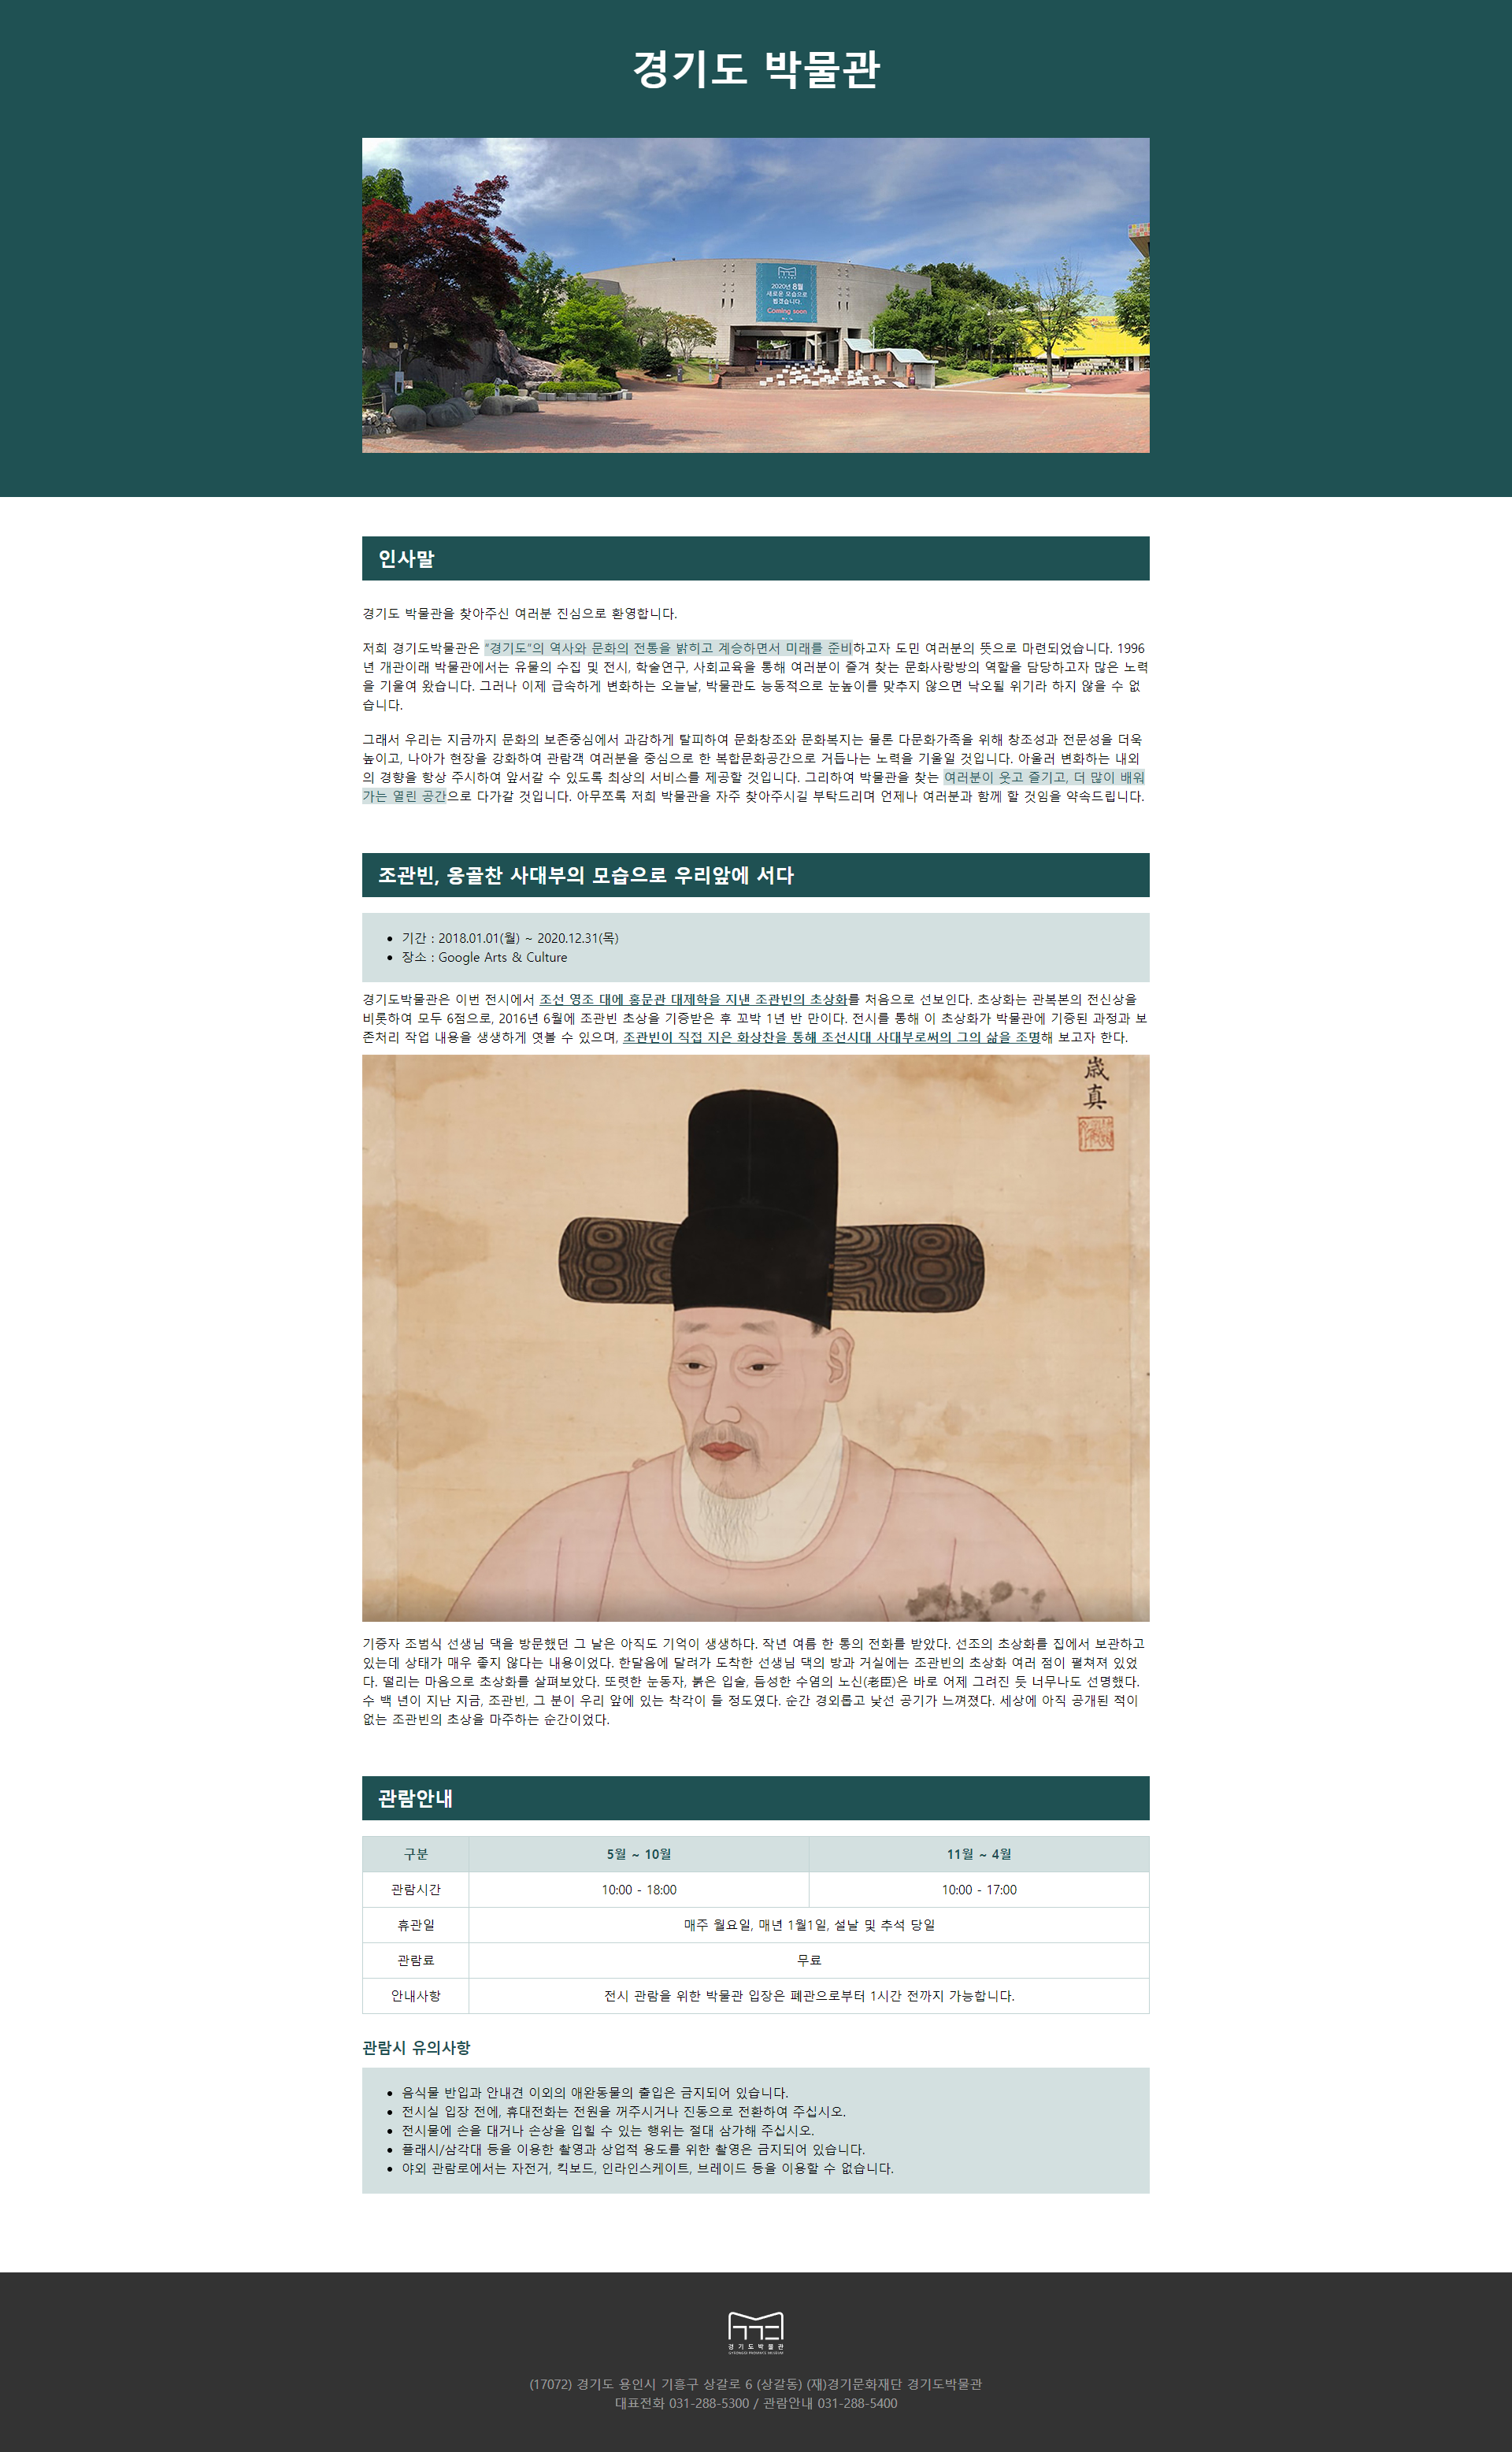 경기도 박물관
2020년 8월
새로운 모습으로
뵙겠습니다.
Coming soon
인사말
경기도 박물관을 찾아주신 여러분 진심으로 환영합니다.
저희 경기도박물관은 "경기도"의 역사와 문화의 전통을 밝히고 계승하면서 미래를 준비하고자 도민 여러분의 뜻으로 마련되었습니다. 1996
년 개관이래 박물관에서는 유물의 수집 및 전시, 학술연구, 사회교육을 통해 여러분이 즐겨 찾는 문화사랑방의 역할을 담당하고자 많은 노력
을 기울여 왔습니다. 그러나 이제 급속하게 변화하는 오늘날, 박물관도 능동적으로 눈높이를 맞추지 않으면 낙오될 위기라 하지 않을 수 없
습니다.
그래서 우리는 지금까지 문화의 보존중심에서 과감하게 탈피하여 문화창조와 문화복지는 물론 다문화가족을 위해 창조성과 전문성을 더욱
높이고, 나아가 현장을 강화하여 관람객 여러분을 중심으로 한 복합문화공간으로 거듭나는 노력을 기울일 것입니다. 아울러 변화하는 내외
의 경향을 항상 주시하여 앞서갈 수 있도록 최상의 서비스를 제공할 것입니다. 그리하여 박물관을 찾는 여러분이 웃고 즐기고, 더 많이 배워
가는 열린 공간으로 다가갈 것입니다. 아무쪼록 저희 박물관을 자주 찾아주시길 부탁드리며 언제나 여러분과 함께 할 것임을 약속드립니다.
조관빈, 옹골찬 사대부의 모습으로 우리앞에 서다
기간 : 2018.01.01(월) ~ 2020.12.31(목)
장소 : Google Arts & Culture
경기도박물관은 이번 전시에서 조선 영조 대에 홍문관 대제학을 지낸 조관빈의 초상화를 처음으로 선보인다. 초상화는 관복본의 전신상을
비롯하여 모두 6점으로, 2016년 6월에 조관빈 초상을 기증받은 후 꼬박 1년 반 만이다. 전시를 통해 이 초상화가 박물관에 기증된 과정과 보
존처리 작업 내용을 생생하게 엿볼 수 있으며, 조관빈이 직접 지은 화상찬을 통해 조선시대 사대부로써의 그의 삶을 조명해 보고자 한다.
歲
真
기증자 조범식 선생님 댁을 방문했던 그 날은 아직도 기억이 생생하다. 작년 여름 한 통의 전화를 받았다. 선조의 초상화를 집에서 보관하고
있는데 상태가 매우 좋지 않다는 내용이었다. 한달음에 달려가 도착한 선생님 댁의 방과 거실에는 조관빈의 초상화 여러 점이 펼쳐져 있었
다. 떨리는 마음으로 초상화를 살펴보았다. 또렷한 눈동자, 붉은 입술, 듬성한 수염의 노신(老臣)은 바로 어제 그려진 듯 너무나도 선명했다.
수 백 년이 지난 지금, 조관빈, 그 분이 우리 앞에 있는 착각이 들 정도였다. 순간 경외롭고 낯선 공기가 느껴졌다. 세상에 아직 공개된 적이
없는 조관빈의 초상을 마주하는 순간이었다.
관람안내
구분 5월 ~ 10월 11월 ~ 4월
관람시간 10:00 - 18:00 10:00 - 17:00
휴관일 매주 월요일, 매년 1월1일, 설날 및 추석 당일
관람료 무료
안내사항 전시 관람을 위한 박물관 입장은 폐관으로부터 1시간 전까지 가능합니다.
관람시 유의사항
음식물 반입과 안내견 이외의 애완동물의 출입은 금지되어 있습니다.
전시실 입장 전에, 휴대전화는 전원을 꺼주시거나 진동으로 전환하여 주십시오.
전시물에 손을 대거나 손상을 입힐 수 있는 행위는 절대 삼가해 주십시오.
플래시/삼각대 등을 이용한 촬영과 상업적 용도를 위한 촬영은 금지되어 있습니다.
야외 관람로에서는 자전거, 킥보드, 인라인스케이트, 브레이드 등을 이용할 수 없습니다.
경기도박물관
GYEONGGI PROVINCE MUSEUM
(17072) 경기도 용인시 기흥구 상갈로 6 (상갈동) (재)경기문화재단 경기도박물관
대표전화 031-288-5300 / 관람안내 031-288-5400